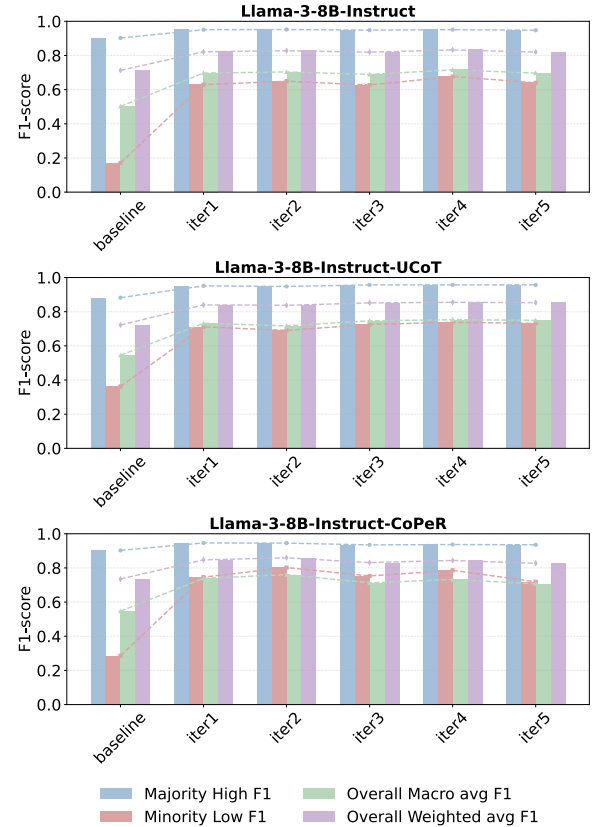 Llama-3-8B-Instruct
F1-score
1.0
0.8
0.6
0.4
0.2
0.0
baseline
iter1
iter2
iter3
iter4
iter5
Llama-3-8B-Instruct-UCoT
F1-score
1.0
0.8
0.6
0.4
0.2
0.0
baseline
iter1
iter2
iter3
iter4
iter5
Llama-3-8B-Instruct-CoPeR
F1-score
1.0
0.8
0.6
0.4
0.2
0.0
baseline
iter1
iter2
iter3
iter4
iter5
Majority High F1
Minority Low F1
Overall Macro avg F1
Overall Weighted avg F1